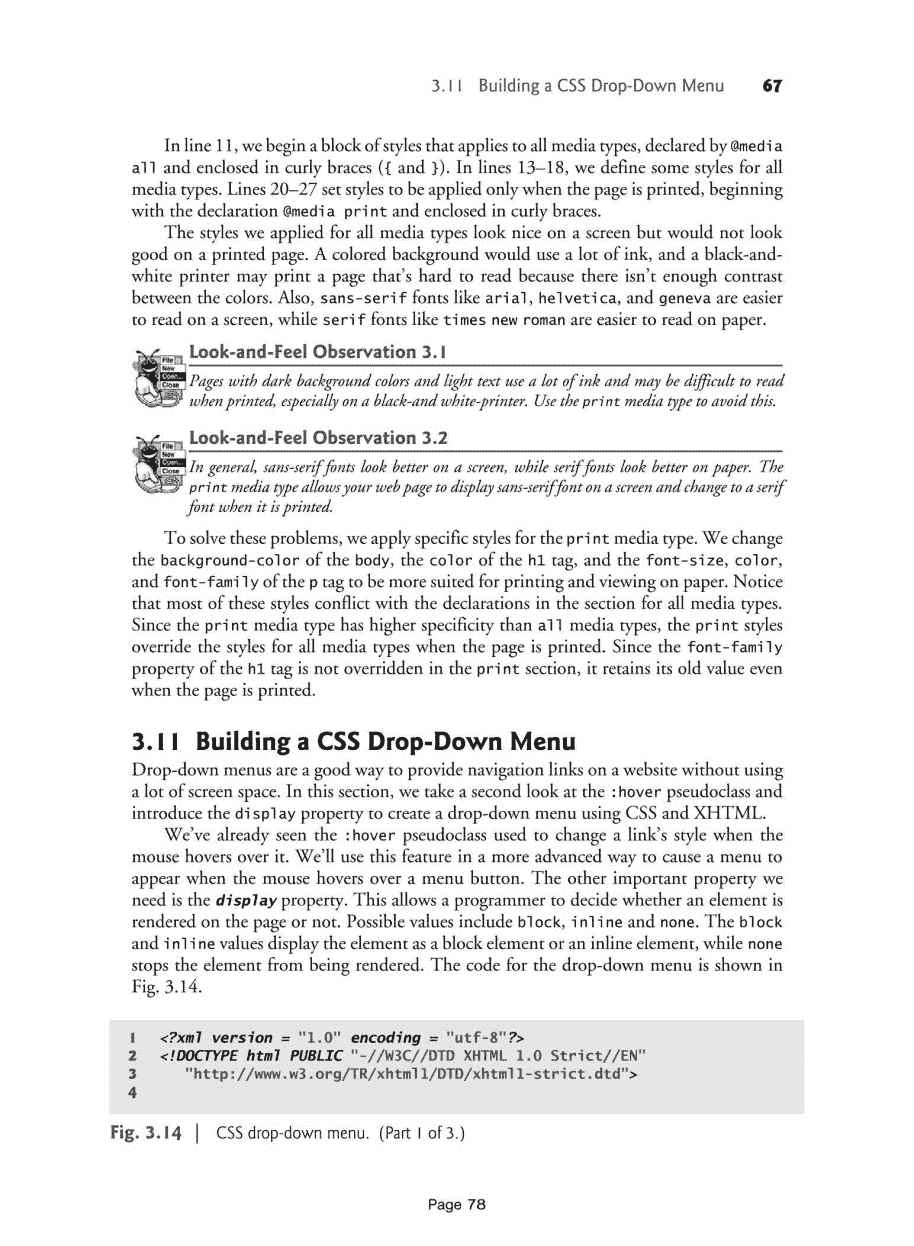 3.11 Building a CSS Drop-Down Menu 67
In line 11, we begin a block of styles that applies to all media types, declared by @media
all and enclosed in curly braces ({ and }). In lines 13–18, we define some styles for all
media types. Lines 20–27 set styles to be applied only when the page is printed, beginning
with the declaration @media print and enclosed in curly braces.
The styles we applied for all media types look nice on a screen but would not look
good on a printed page. A colored background would use a lot of ink, and a black-and-
white printer may print a page that's hard to read because there isn't enough contrast
between the colors. Also, sans-serif fonts like arial, helvetica, and geneva are easier
to read on a screen, while serif fonts like times new roman are easier to read on paper.
Look-and-Feel Observation 3.1
File
New
Open...
Close
Pages with dark background colors and light text use a lot of ink and may be difficult to read
when printed, especially on a black-and white-printer. Use the print media type to avoid this.
Look-and-Feel Observation 3.2
File
New
Open...
Close
In general, sans-serif fonts look better on a screen, while serif fonts look better on paper. The
print media type allows your web page to display sans-serif font on a screen and change to a serif
font when it is printed.
To solve these problems, we apply specific styles for the print media type. We change
the background-color of the body, the color of the h1 tag, and the font-size, color,
and font-family of the p tag to be more suited for printing and viewing on paper. Notice
that most of these styles conflict with the declarations in the section for all media types.
Since the print media type has higher specificity than all media types, the print styles
override the styles for all media types when the page is printed. Since the font-family
property of the h1 tag is not overridden in the print section, it retains its old value even
when the page is printed.
3.11 Building a CSS Drop-Down Menu
Drop-down menus are a good way to provide navigation links on a website without using
a lot of screen space. In this section, we take a second look at the :hover pseudoclass and
introduce the display property to create a drop-down menu using CSS and XHTML.
We've already seen the :hover pseudoclass used to change a link's style when the
mouse hovers over it. We'll use this feature in a more advanced way to cause a menu to
appear when the mouse hovers over a menu button. The other important property we
need is the display property. This allows a programmer to decide whether an element is
rendered on the page or not. Possible values include block, inline and none. The block
and inline values display the element as a block element or an inline element, while none
stops the element from being rendered. The code for the drop-down menu is shown in
Fig. 3.14.
1 <?xml version = "1.0" encoding = "utf-8"?>
2 <!DOCTYPE html PUBLIC "-//W3C//DTD XHTML 1.0 Strict//EN"
3 "http://www.w3.org/TR/xhtml1/DTD/xhtml1-strict.dtd">
4
Fig. 3.14 | CSS drop-down menu. (Part 1 of 3.)
Page 78